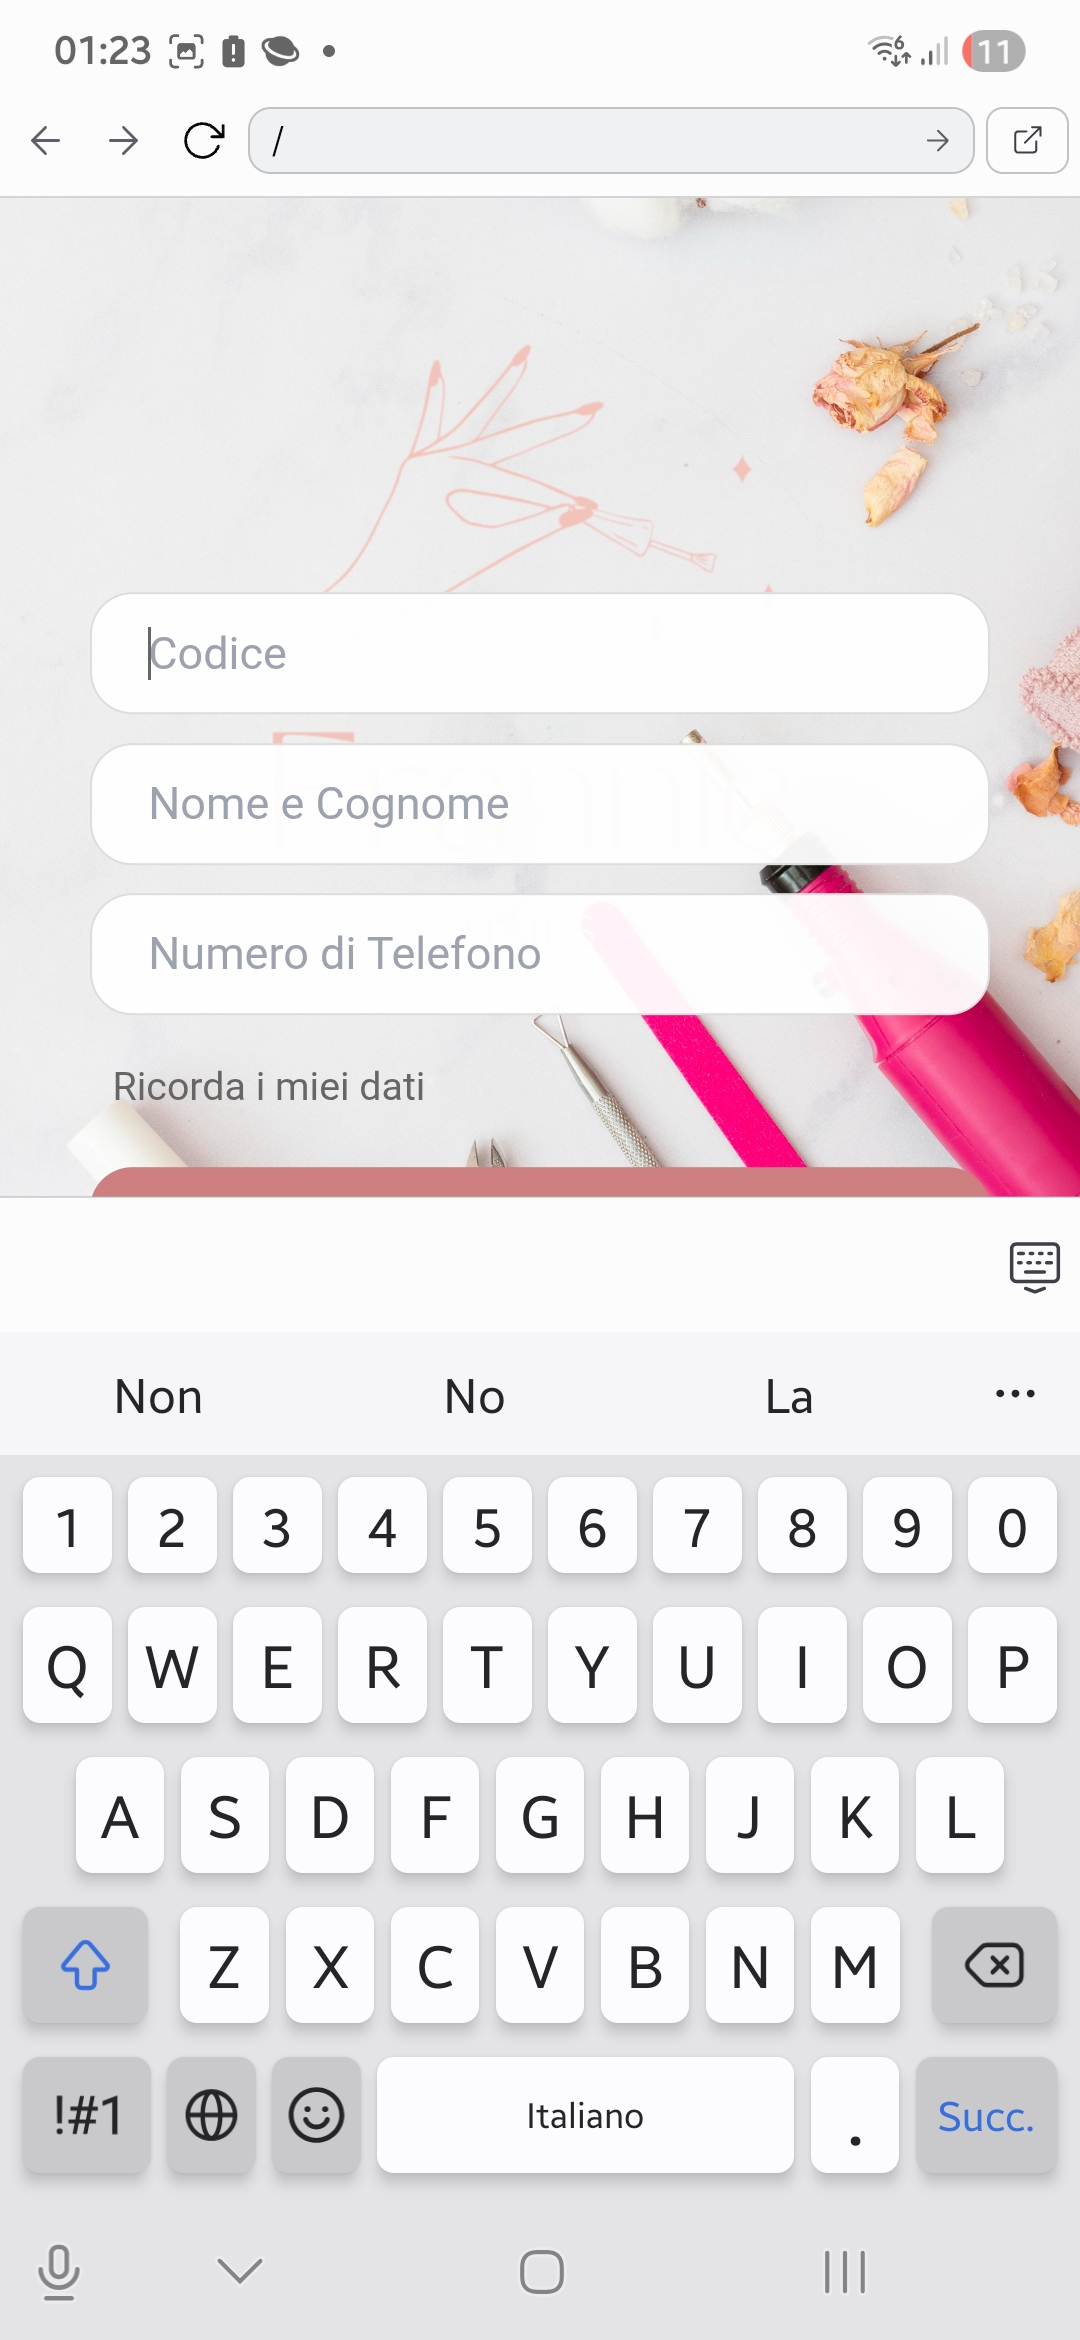 01:23
11
/
Codice
Nome e Cognome
Numero di Telefono
Ricorda i miei dati
Non No La ...
1 2 3 4 5 6 7 8 9 0
Q W E R T Y U I O P
A S D F G H J K L
Z X C V B N M
!#1 Italiano . Succ.